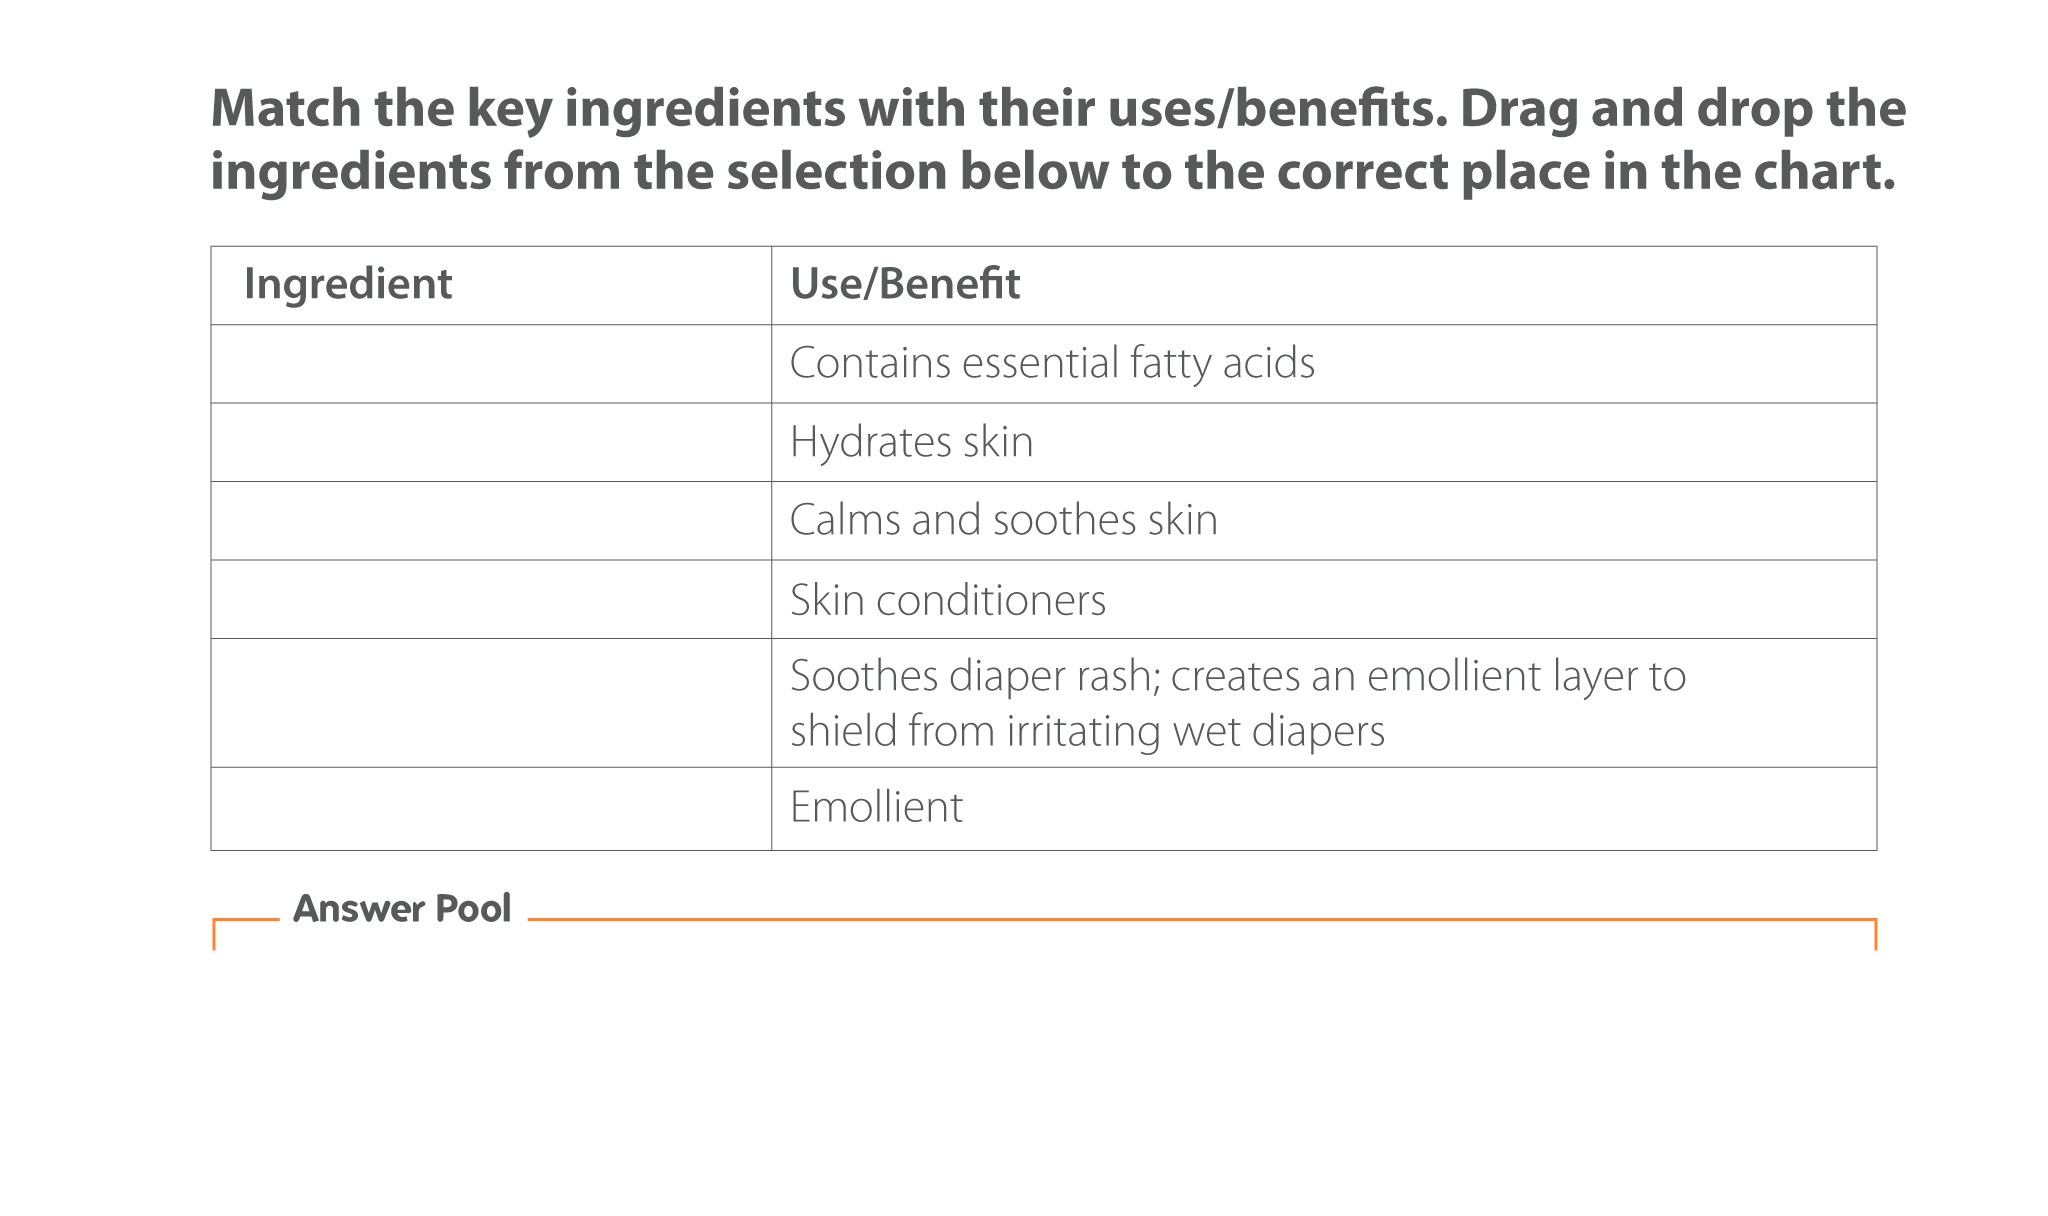 Match the key ingredients with their uses/benefits. Drag and drop the
ingredients from the selection below to the correct place in the chart.
Ingredient
Use/Benefit
Contains essential fatty acids
Hydrates skin
Calms and soothes skin
Skin conditioners
Soothes diaper rash; creates an emollient layer to
shield from irritating wet diapers
Emollient
Answer Pool